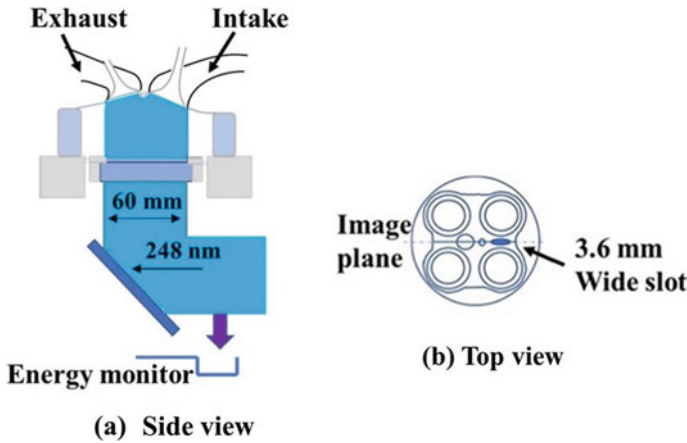 Exhaust
Intake
60 mm
248 nm
Energy monitor
(a) Side view
Image
plane
3.6 mm
Wide slot
(b) Top view